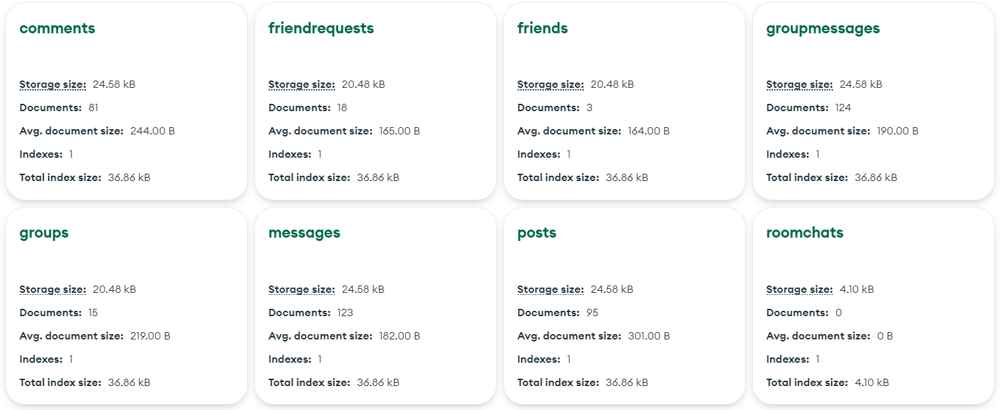 comments
Storage size: 24.58 kB
Documents: 81
Avg. document size: 244.00 B
Indexes: 1
Total index size: 36.86 kB
friendrequests
Storage size: 20.48 kB
Documents: 18
Avg. document size: 165.00 B
Indexes: 1
Total index size: 36.86 kB
friends
Storage size: 20.48 kB
Documents: 3
Avg. document size: 164.00 B
Indexes: 1
Total index size: 36.86 kB
groupmessages
Storage size: 24.58 kB
Documents: 124
Avg. document size: 190.00 B
Indexes: 1
Total index size: 36.86 kB
groups
Storage size: 20.48 kB
Documents: 15
Avg. document size: 219.00 B
Indexes: 1
Total index size: 36.86 kB
messages
Storage size: 24.58 kB
Documents: 123
Avg. document size: 182.00 B
Indexes: 1
Total index size: 36.86 kB
posts
Storage size: 24.58 kB
Documents: 95
Avg. document size: 301.00 B
Indexes: 1
Total index size: 36.86 kB
roomchats
Storage size: 4.10 kB
Documents: 0
Avg. document size: 0 B
Indexes: 1
Total index size: 4.10 kB